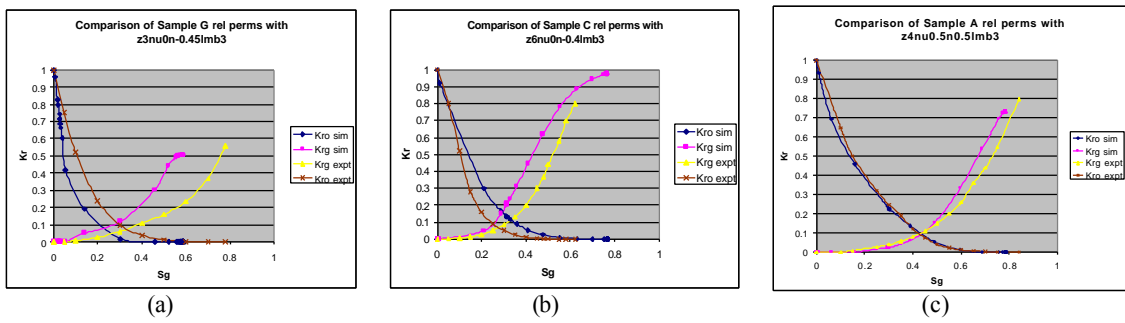 Comparison of Sample G rel perms with
z3nu0n-0.45lmb3
Kr
1
0.9
0.8
0.7
0.6
0.5
0.4
0.3
0.2
0.1
0
0
0.2
0.4
0.6
0.8
1
Sg
Kro sim
Krg sim
Krg expt
Kro expt
(a)
Comparison of Sample C rel perms with
z6nu0n-0.4lmb3
Kr
1
0.9
0.8
0.7
0.6
0.5
0.4
0.3
0.2
0.1
0
0
0.2
0.4
0.6
0.8
1
Sg
Kro sim
Krg sim
Krg expt
Kro expt
(b)
Comparison of Sample A rel perms with
z4nu0.5n0.5lmb3
Kr
1
0.9
0.8
0.7
0.6
0.5
0.4
0.3
0.2
0.1
0
0
0.2
0.4
0.6
0.8
1
Sg
Kro sim
Krg sim
Krg expt
Kro expt
(c)